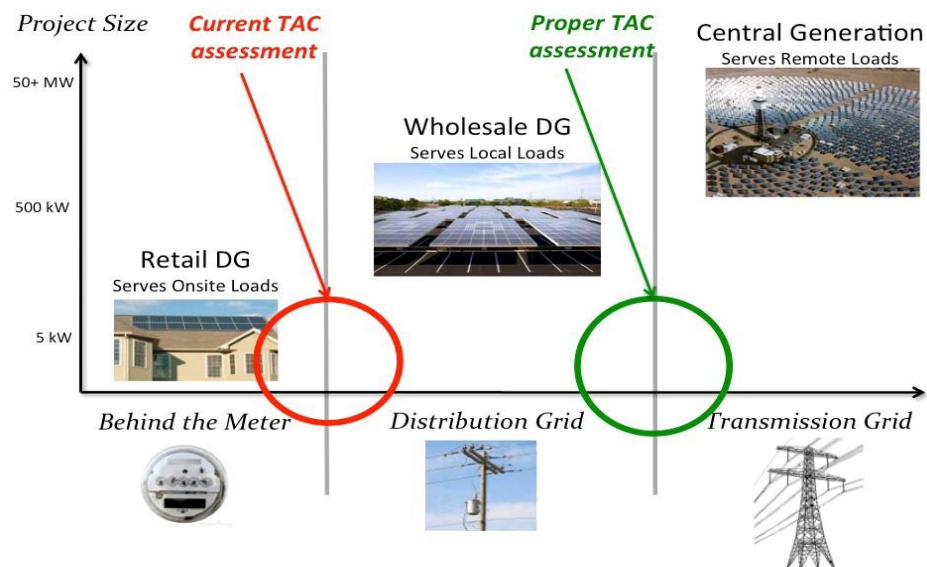 Project Size
Current TAC
assessment
Proper TAC
assessment
Central Generation
Serves Remote Loads
50+ MW
Wholesale DG
Serves Local Loads
500 kW
Retail DG
Serves Onsite Loads
5 kW
Behind the Meter
Distribution Grid
Transmission Grid